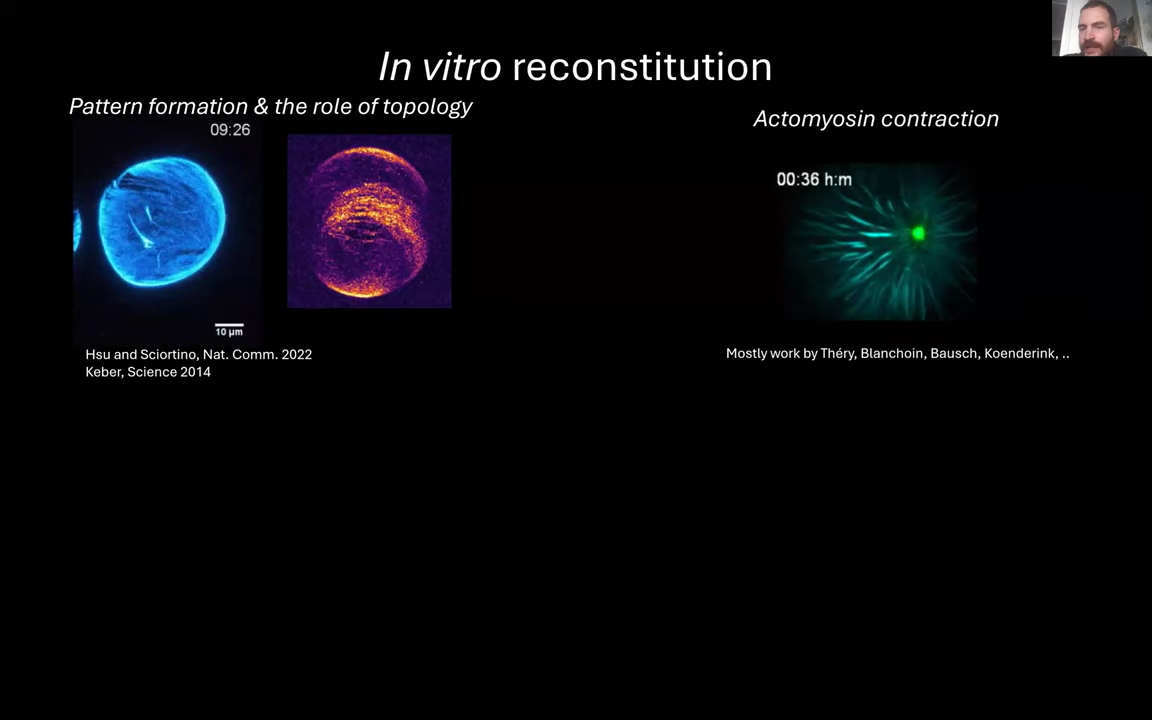 In vitro reconstitution
Pattern formation & the role of topology
09:26
10 µm
Hsu and Sciortino, Nat. Comm. 2022
Keber, Science 2014
Actomyosin contraction
00:36 h:m
Mostly work by Théry, Blanchoin, Bausch, Koenderink, ..